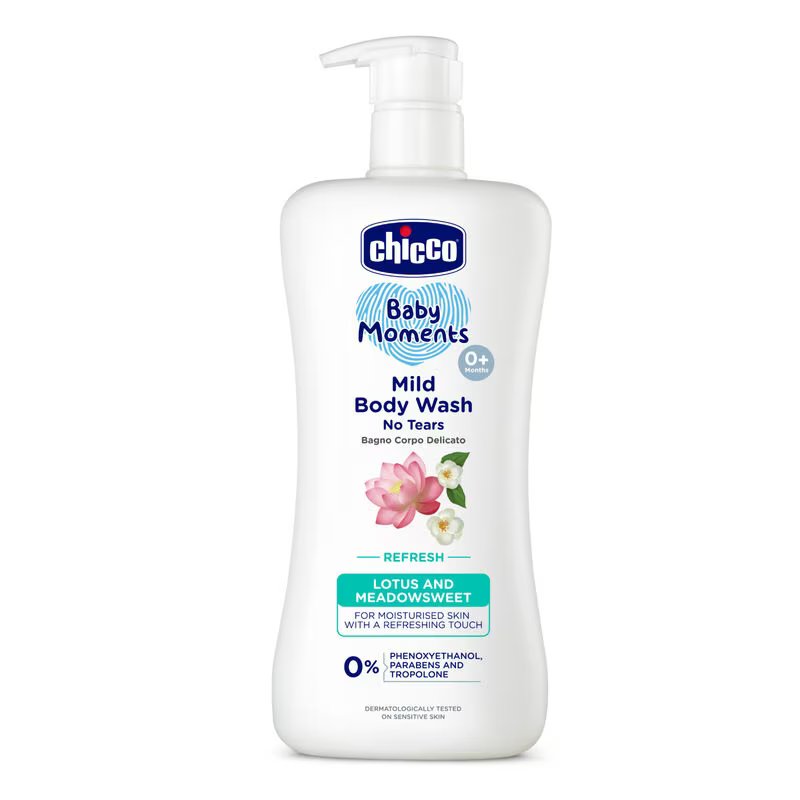 chicco
Baby
Moments
0+
Months
Mild
Body Wash
No Tears
Bagno Corpo Delicato
REFRESH
LOTUS AND
MEADOWSWEET
FOR MOISTURISED SKIN
WITH A REFRESHING TOUCH
0%
PHENOXYETHANOL,
PARABENS AND
TROPOLONE
DERMATOLOGICALLY TESTED
ON SENSITIVE SKIN